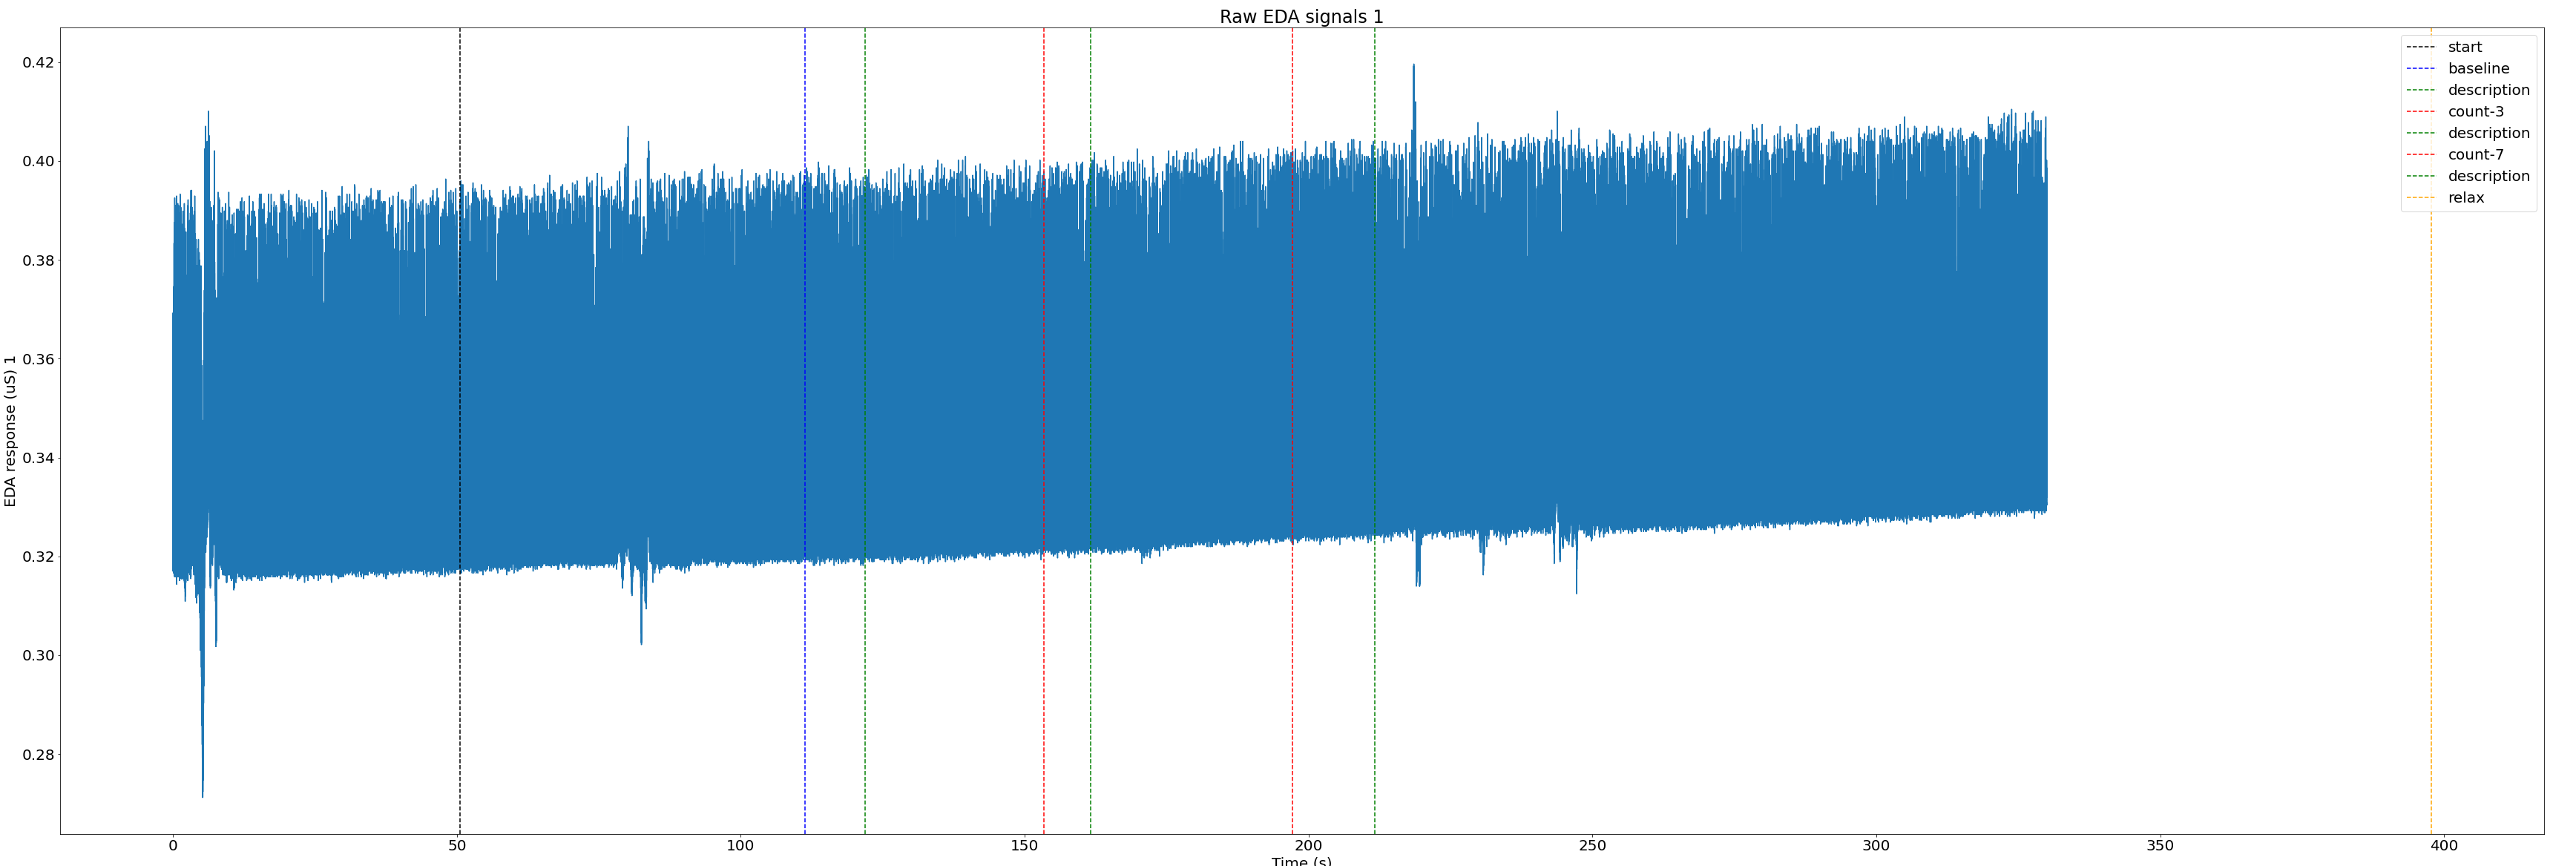 Raw EDA signals 1
EDA response (uS) 1
0.42
0.40
0.38
0.36
0.34
0.32
0.30
0.28
start
baseline
description
count-3
description
count-7
description
relax
0 50 100 150 200 250 300 350 400
Time (s)